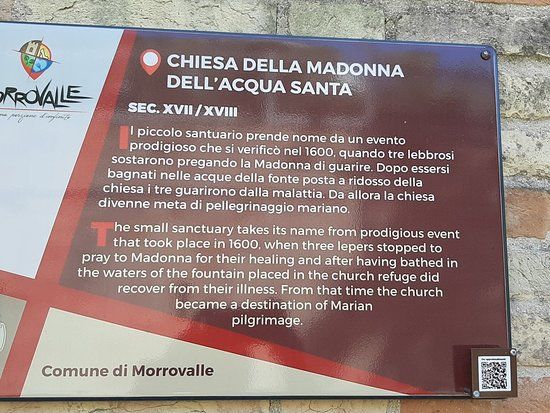 CHIESA DELLA MADONNA
DELL'ACQUA SANTA
SEC. XVII / XVIII
Il piccolo santuario prende nome da un evento
prodigioso che si verificò nel 1600, quando tre lebbrosi
sostarono pregando la Madonna di guarire. Dopo essersi
bagnati nelle acque della fonte posta a ridosso della
chiesa i tre guarirono dalla malattia. Da allora la chiesa
divenne meta di pellegrinaggio mariano.
The small sanctuary takes its name from prodigious event
that took place in 1600, when three lepers stopped to
pray to Madonna for their healing and after having bathed in
the waters of the fountain placed in the church refuge did
recover from their illness. From that time the church
became a destination of Marian
pilgrimage.
ORROVALLE
Comune di Morrovalle